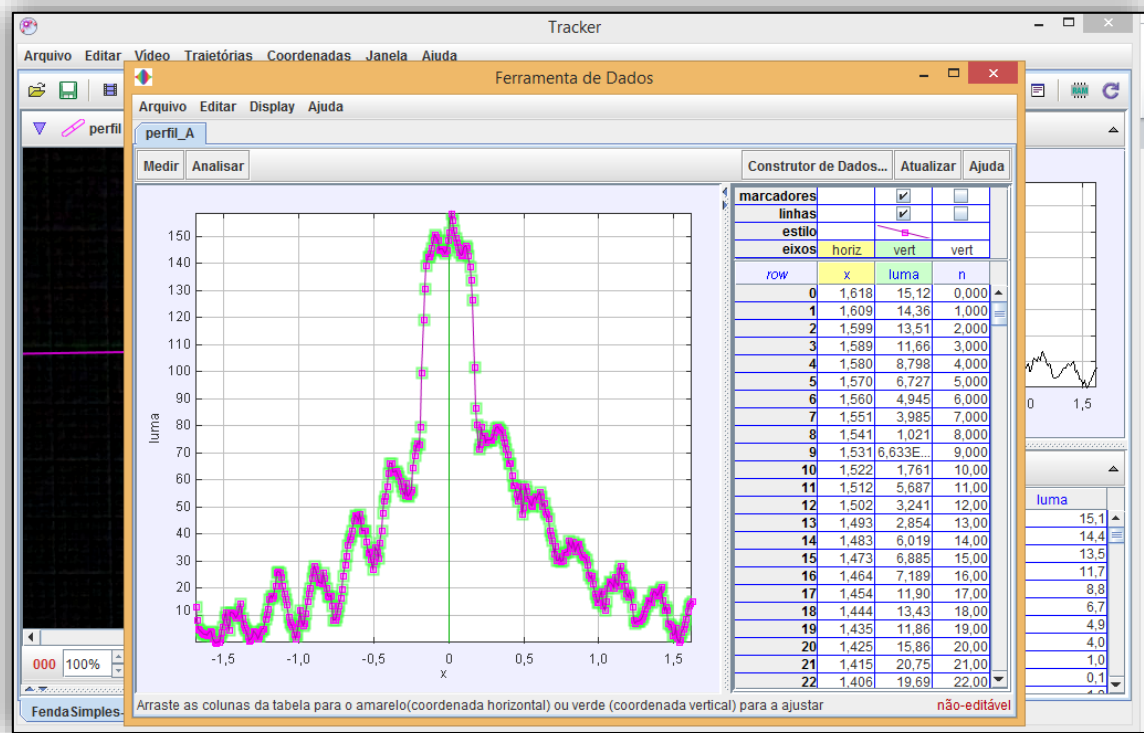 Tracker
Arquivo Editar Vídeo Trajetórias Coordenadas Janela Ajuda
Ferramenta de Dados
Arquivo Editar Display Ajuda
perfil
perfil_A
Medir Analisar
Construtor de Dados... Atualizar Ajuda
marcadores
linhas
estilo
eixos horiz vert vert
row x luma n
0 1,618 15,12 0,000
1 1,609 14,36 1,000
2 1,599 13,51 2,000
3 1,589 11,66 3,000
4 1,580 8,798 4,000
5 1,570 6,727 5,000
6 1,560 4,945 6,000
7 1,551 3,985 7,000
8 1,541 1,021 8,000
9 1,531 6,633E... 9,000
10 1,522 1,761 10,00
11 1,512 5,687 11,00
12 1,502 3,241 12,00
13 1,493 2,854 13,00
14 1,483 6,019 14,00
15 1,473 6,885 15,00
16 1,464 7,189 16,00
17 1,454 11,90 17,00
18 1,444 13,43 18,00
19 1,435 11,86 19,00
20 1,425 15,86 20,00
21 1,415 20,75 21,00
22 1,406 19,69 22,00
150
140
130
120
110
100
90
80
70
60
50
40
30
20
10
luma
-1,5 -1,0 -0,5 0 0,5 1,0 1,5
x
0 1,5
luma
15,1
14,4
13,5
11,7
8,8
6,7
4,9
4,0
1,0
0,1
000 100%
Arraste as colunas da tabela para o amarelo(coordenada horizontal) ou verde (coordenada vertical) para a ajustar não-editável
FendaSimples-